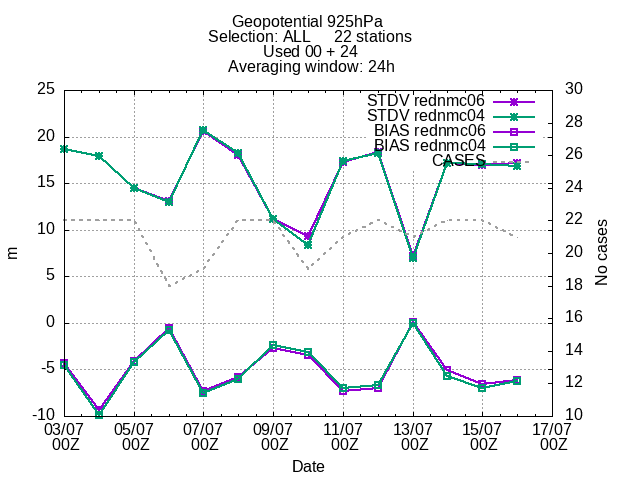 Geopotential 925hPa
Selection: ALL 22 stations
Used 00 + 24
Averaging window: 24h
25
20
15
10
5
0
-5
-10
m
30
28
26
24
22
20
18
16
14
12
10
No cases
STDV rednmc06
STDV rednmc04
BIAS rednmc06
BIAS rednmc04
CASES
03/07 05/07 07/07 09/07 11/07 13/07 15/07 17/07
00Z 00Z 00Z 00Z 00Z 00Z 00Z 00Z
Date